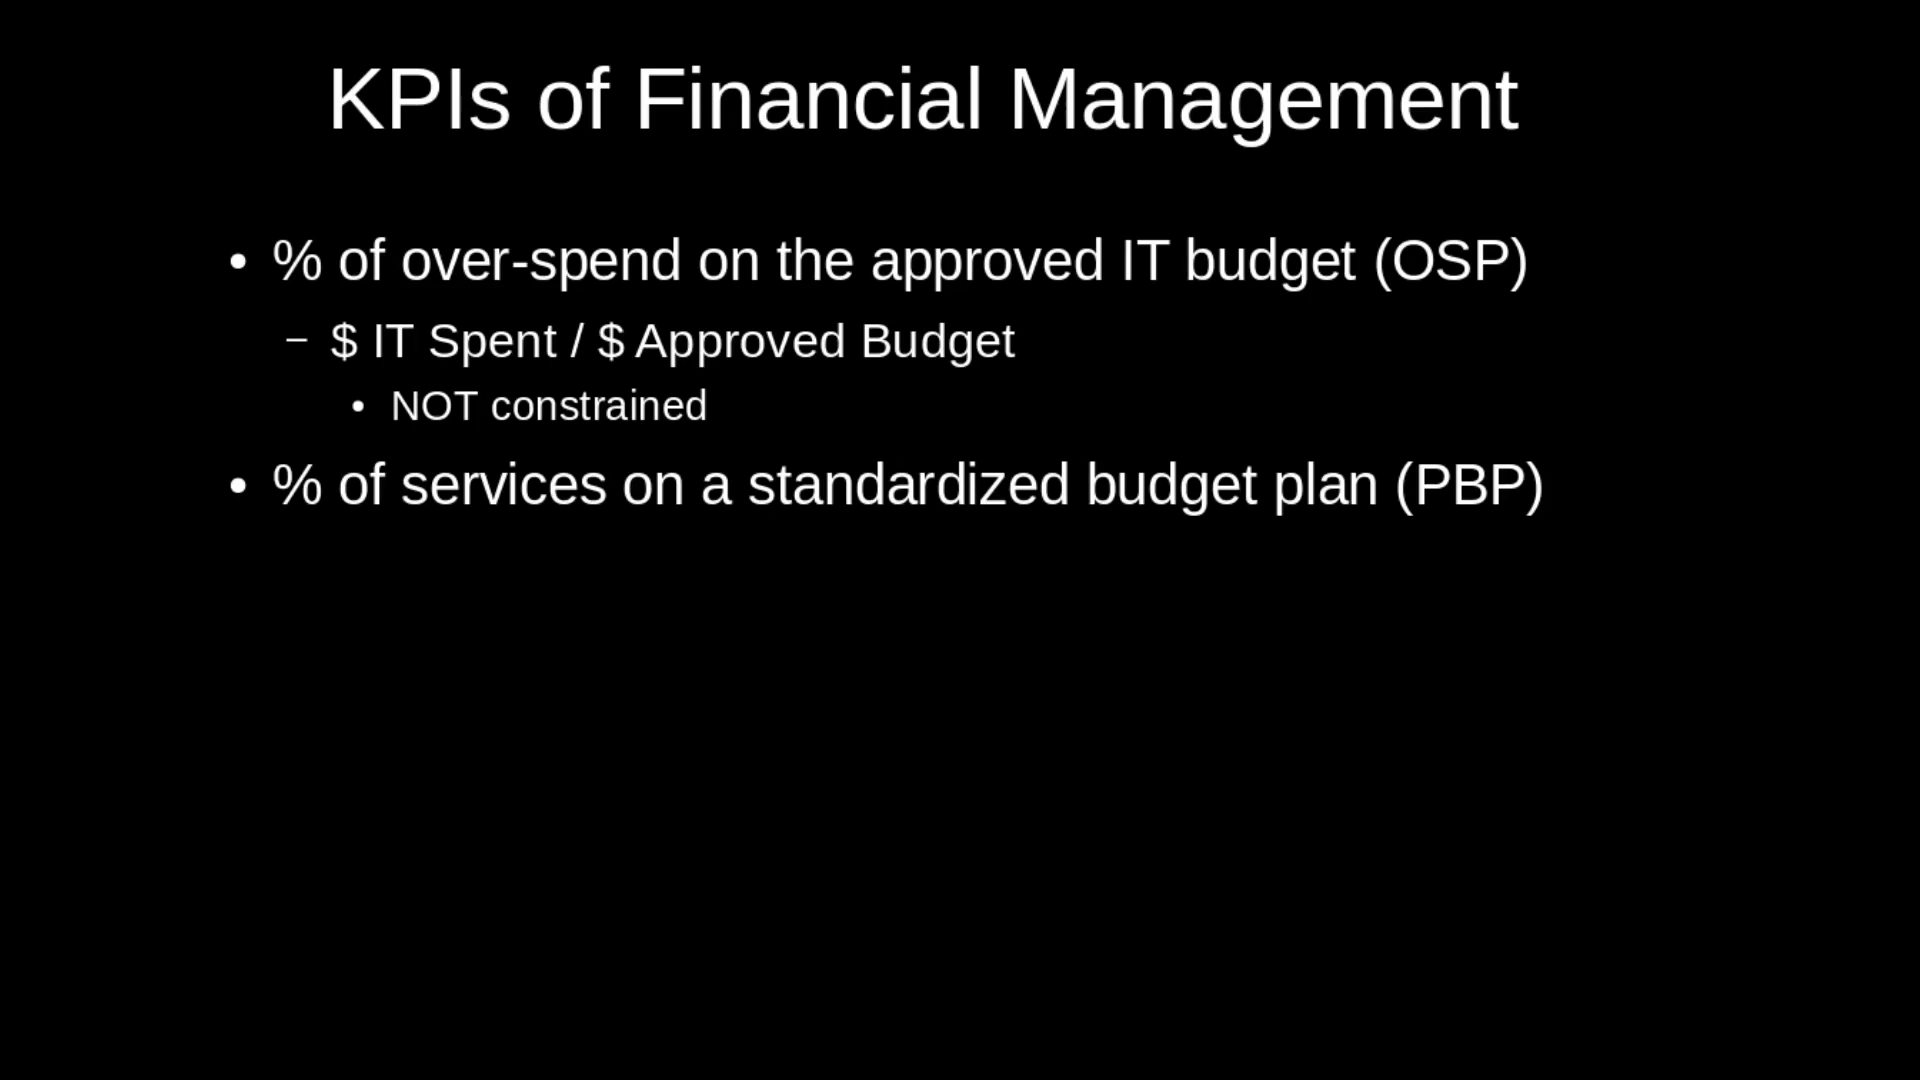 KPIs of Financial Management
• % of over-spend on the approved IT budget (OSP)
– $ IT Spent / $ Approved Budget
• NOT constrained
• % of services on a standardized budget plan (PBP)